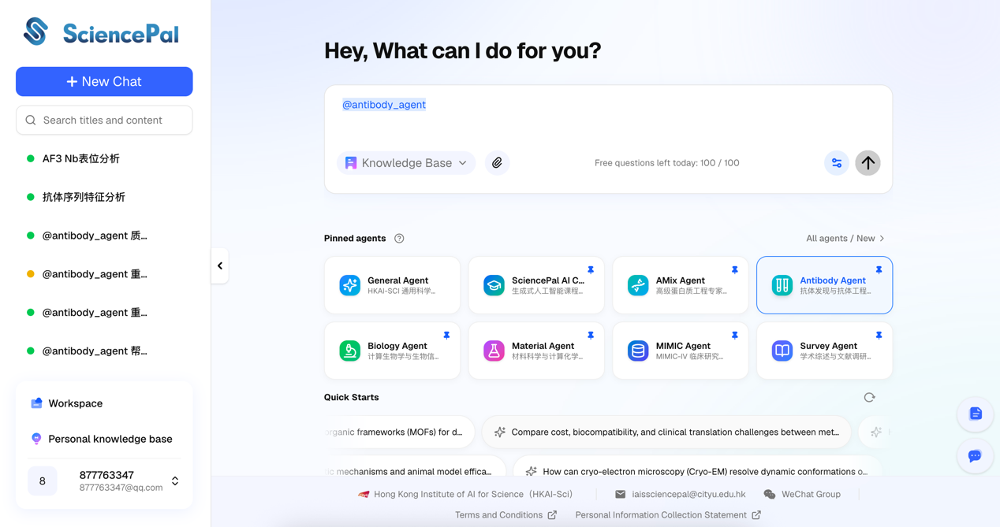 SciencePal
+ New Chat
Search titles and content
AF3 Nb表位分析
抗体序列特征分析
@antibody_agent 质...
@antibody_agent 重...
@antibody_agent 重...
@antibody_agent 帮...
Workspace
Personal knowledge base
8
877763347
877763347@qq.com
Hey, What can I do for you?
@antibody_agent
Knowledge Base
Free questions left today: 100 / 100
Pinned agents
All agents / New
General Agent
HKAI-SCI 通用科学...
SciencePal AI C...
生成式人工智能课程...
AMix Agent
高级蛋白质工程专家...
Antibody Agent
抗体发现与抗体工程...
Biology Agent
计算生物学与生物信...
Material Agent
材料科学与计算化学...
MIMIC Agent
MIMIC-IV 临床研究...
Survey Agent
学术综述与文献调研...
Quick Starts
organic frameworks (MOFs) for d...
Compare cost, biocompatibility, and clinical translation challenges between met...
ic mechanisms and animal model effica...
How can cryo-electron microscopy (Cryo-EM) resolve dynamic conformations o...
Hong Kong Institute of AI for Science（HKAI-Sci）
iaissciencepal@cityu.edu.hk
WeChat Group
Terms and Conditions
Personal Information Collection Statement